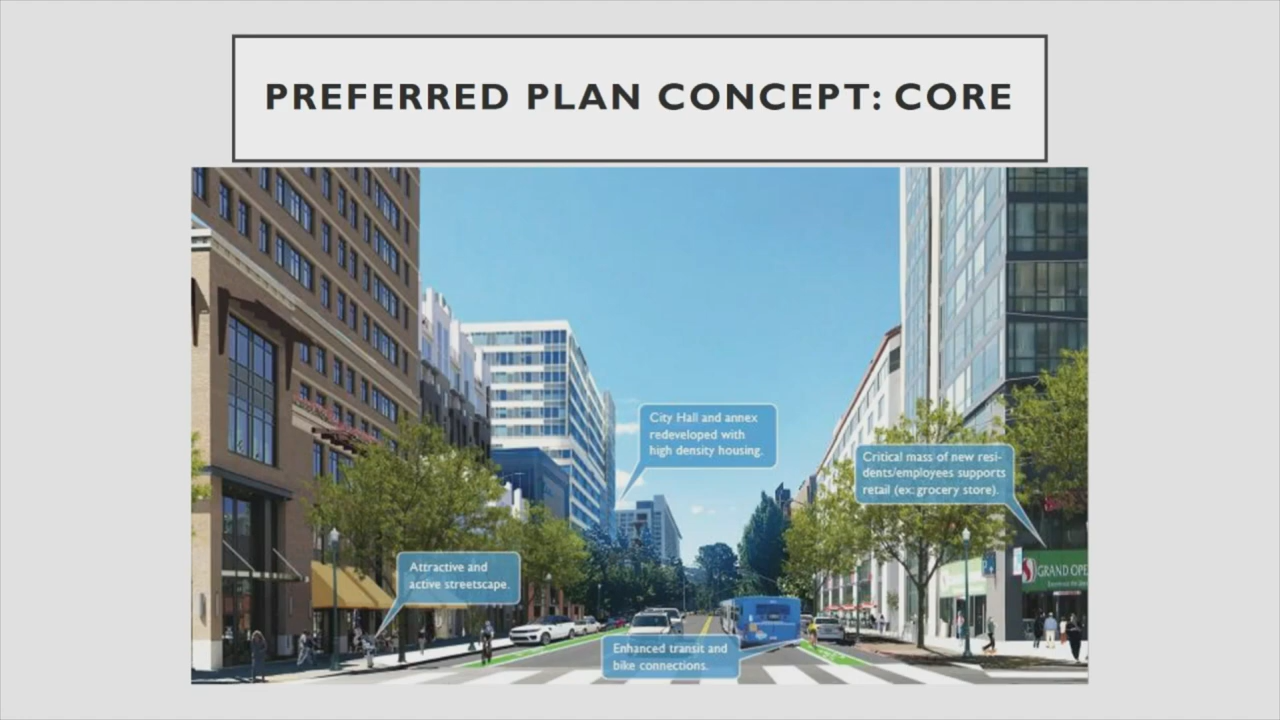 PREFERRED PLAN CONCEPT: CORE
City Hall and annex
redeveloped with
high density housing.
Critical mass of new resi-
dents/employees supports
retail (ex: grocery store).
Attractive and
active streetscape.
GRAND OPE
Enhanced transit and
bike connections.